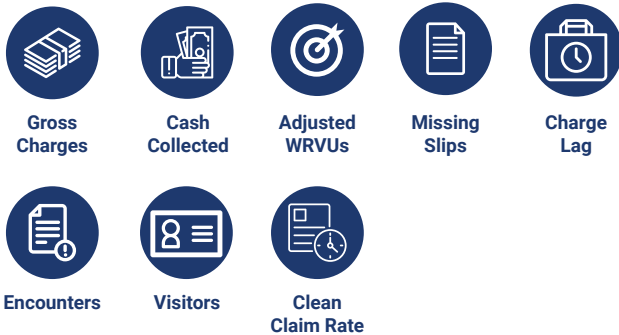 Gross
Charges
Cash
Collected
Adjusted
WRVUs
Missing
Slips
Charge
Lag
Encounters
Visitors
Clean
Claim Rate